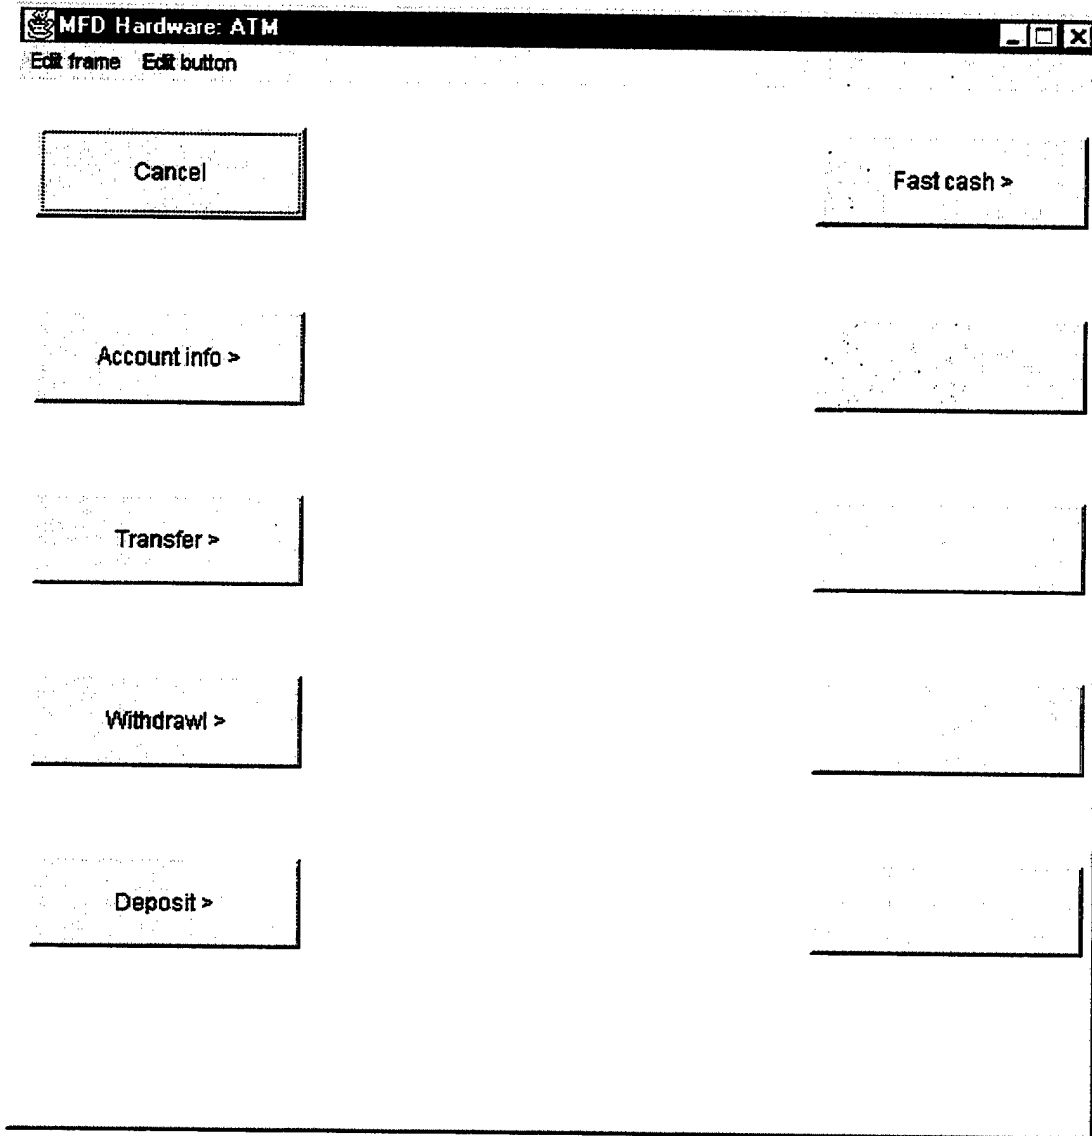 MFD Hardware: ATM
Edit frame Edit button
Cancel
Fast cash >
Account info >
Transfer >
Withdrawl >
Deposit >